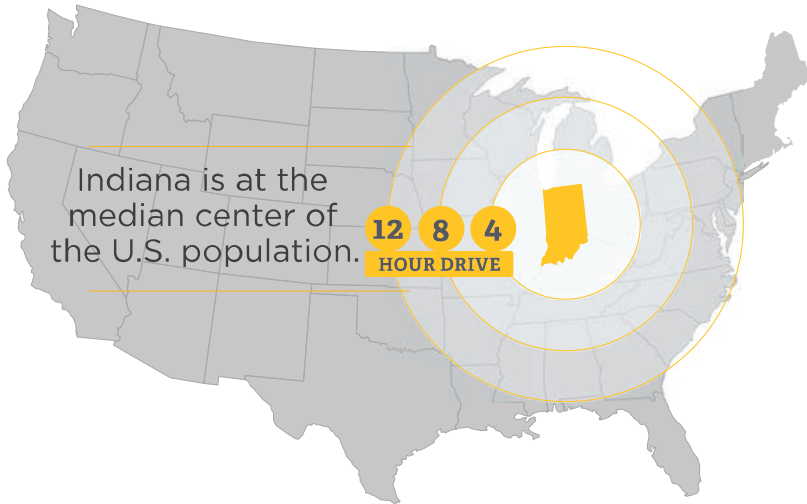 Indiana is at the
median center of
the U.S. population.
12 8 4
HOUR DRIVE